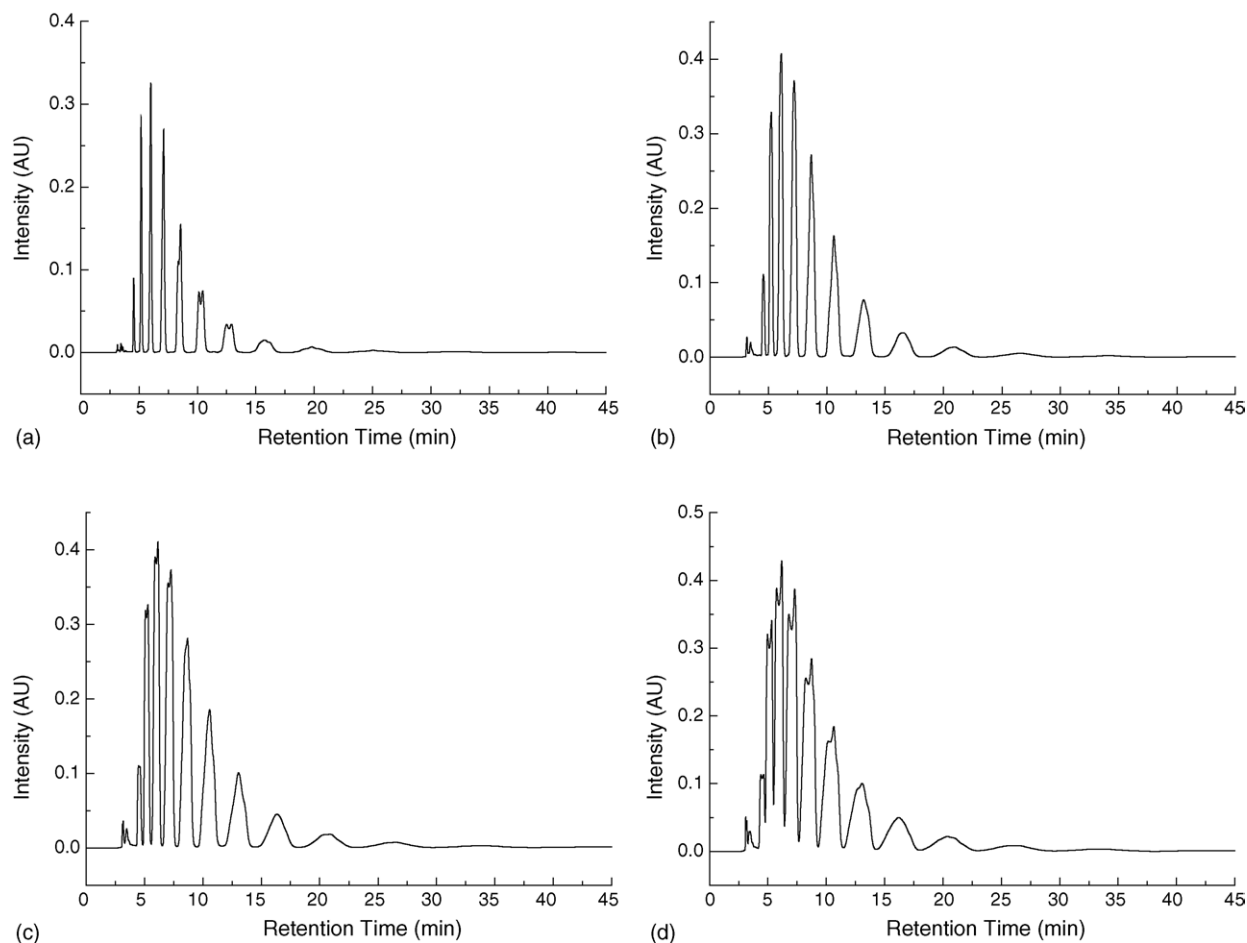 0.4
0.3
0.2
0.1
0.0
Intensity (AU)
0 5 10 15 20 25 30 35 40 45
(a) Retention Time (min)
0.4
0.3
0.2
0.1
0.0
Intensity (AU)
0 5 10 15 20 25 30 35 40 45
(b) Retention Time (min)
0.4
0.3
0.2
0.1
0.0
Intensity (AU)
0 5 10 15 20 25 30 35 40 45
(c) Retention Time (min)
0.5
0.4
0.3
0.2
0.1
0.0
Intensity (AU)
0 5 10 15 20 25 30 35 40 45
(d) Retention Time (min)